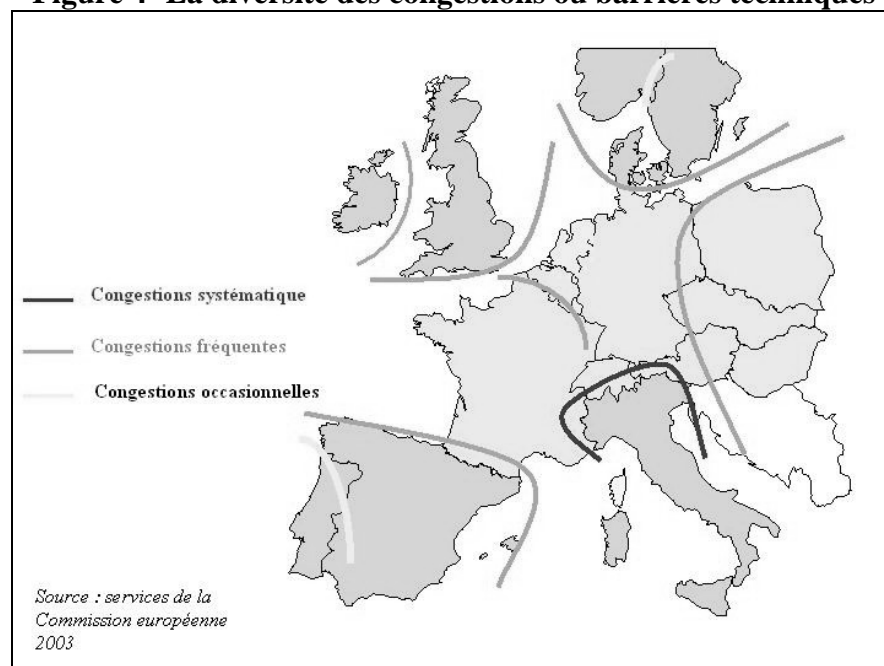 Figure 4- La diversité des congestions ou barrières techniques
Congestions systématique
Congestions fréquentes
Congestions occasionnelles
Source : services de la
Commission européenne
2003